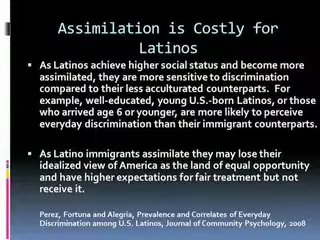 Assimilation is Costly for
Latinos
As Latinos achieve higher social status and become more
assimilated, they are more sensitive to discrimination
compared to their less acculturated counterparts. For
example, well-educated, young U.S.-born Latinos, or those
who arrived age 6 or younger, are more likely to perceive
everyday discrimination than their immigrant counterparts.
As Latino immigrants assimilate they may lose their
idealized view of America as the land of equal opportunity
and have higher expectations for fair treatment but not
receive it.
Perez, Fortuna and Alegria, Prevalence and Correlates of Everyday
Discrimination among U.S. Latinos, Journal of Community Psychology, 2008